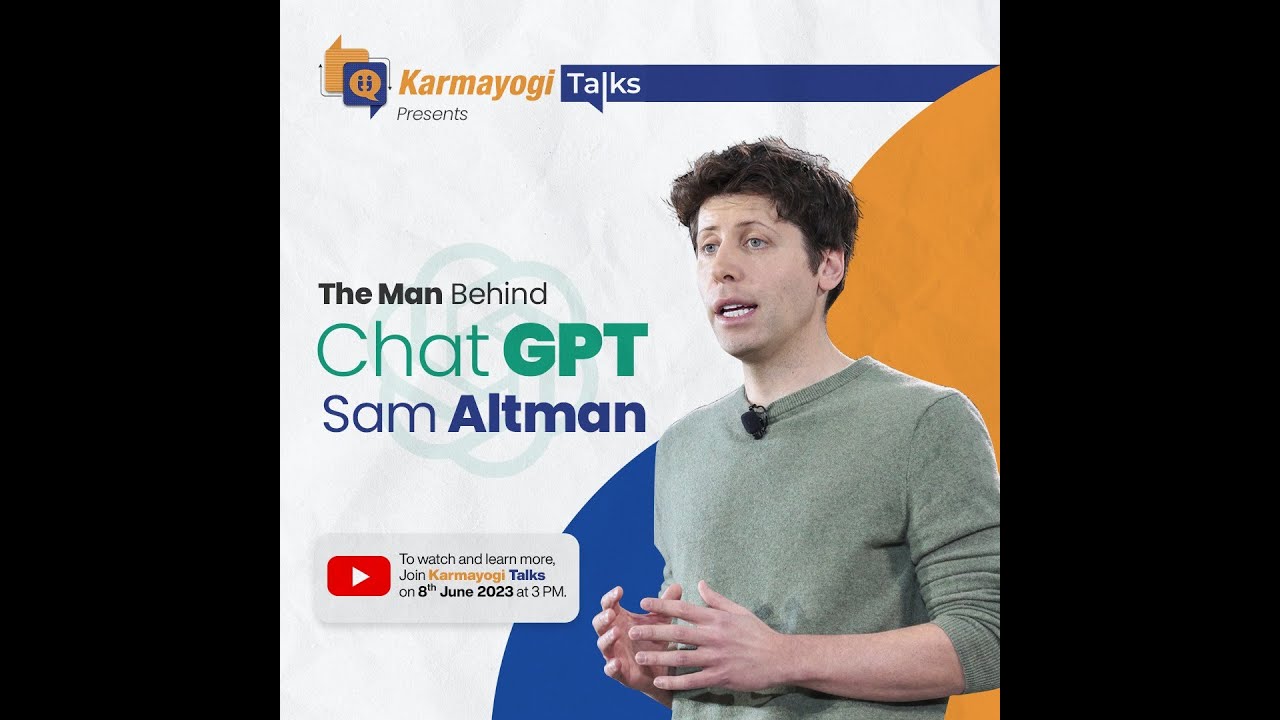 Karmayogi Talks
Presents
The Man Behind
Chat GPT
Sam Altman
To watch and learn more,
Join Karmayogi Talks
on 8th June 2023 at 3 PM.